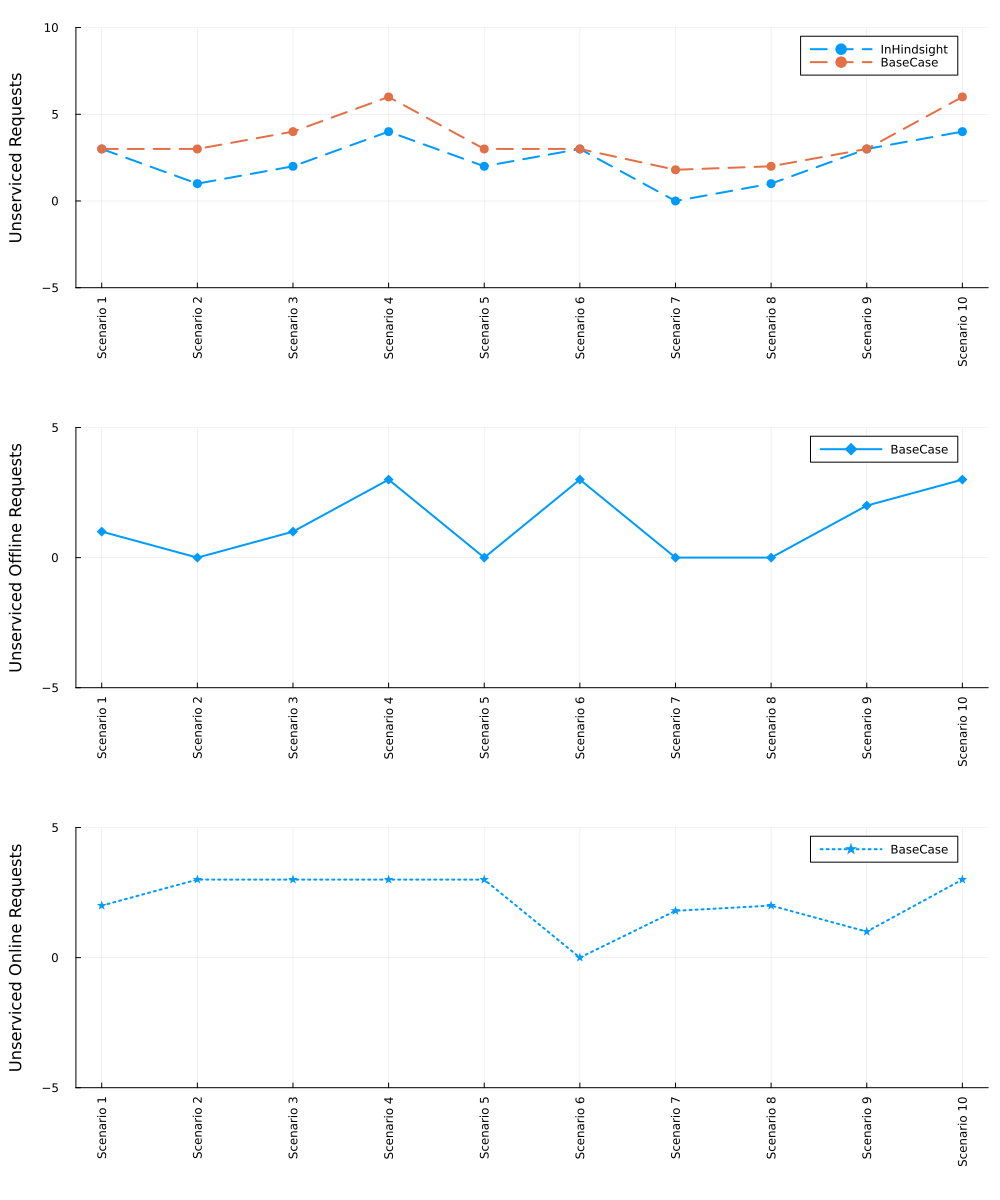 Unserviced Requests
10
5
0
−5
InHindsight
BaseCase
Scenario 1
Scenario 2
Scenario 3
Scenario 4
Scenario 5
Scenario 6
Scenario 7
Scenario 8
Scenario 9
Scenario 10
Unserviced Offline Requests
5
0
−5
BaseCase
Scenario 1
Scenario 2
Scenario 3
Scenario 4
Scenario 5
Scenario 6
Scenario 7
Scenario 8
Scenario 9
Scenario 10
Unserviced Online Requests
5
0
−5
BaseCase
Scenario 1
Scenario 2
Scenario 3
Scenario 4
Scenario 5
Scenario 6
Scenario 7
Scenario 8
Scenario 9
Scenario 10